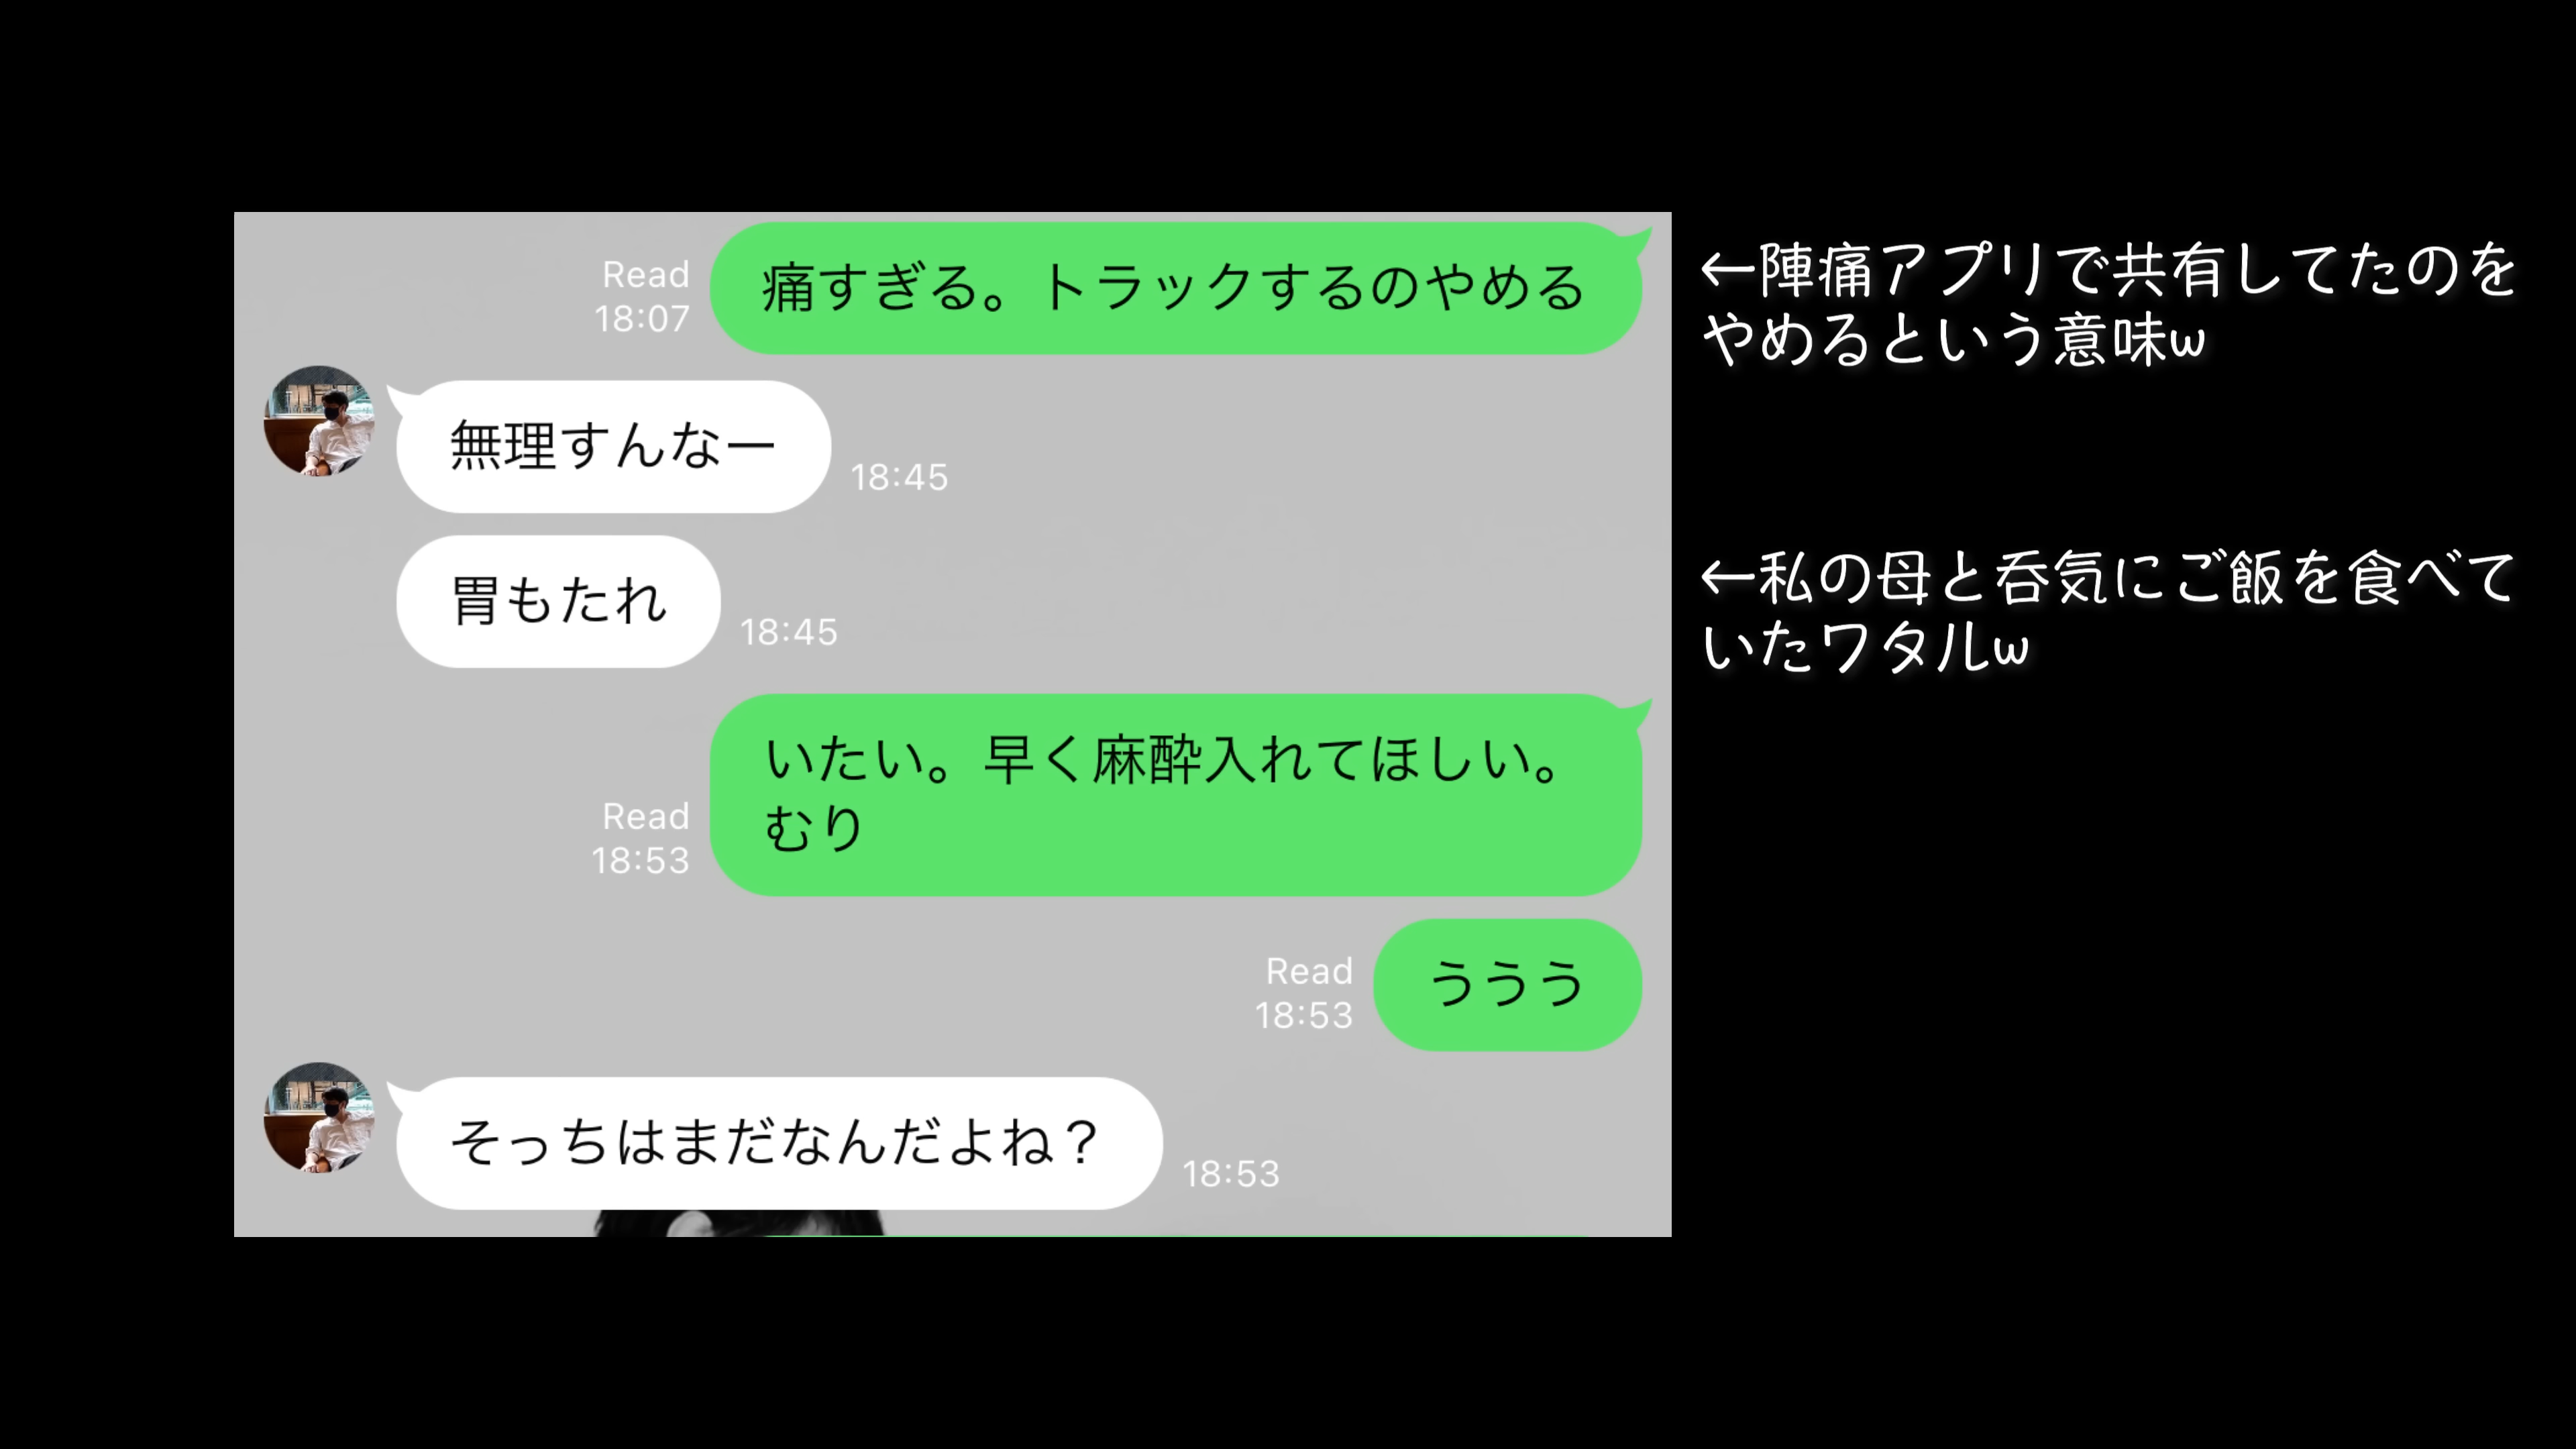 Read
18:07
痛すぎる。トラックするのやめる
←陣痛アプリで共有してたのを
やめるという意味w
無理すんなー
18:45
胃もたれ
18:45
←私の母と呑気にご飯を食べて
いたワタルw
いたい。早く麻酔入れてほしい。
むり
Read
18:53
ううう
Read
18:53
そっちはまだなんだよね？
18:53